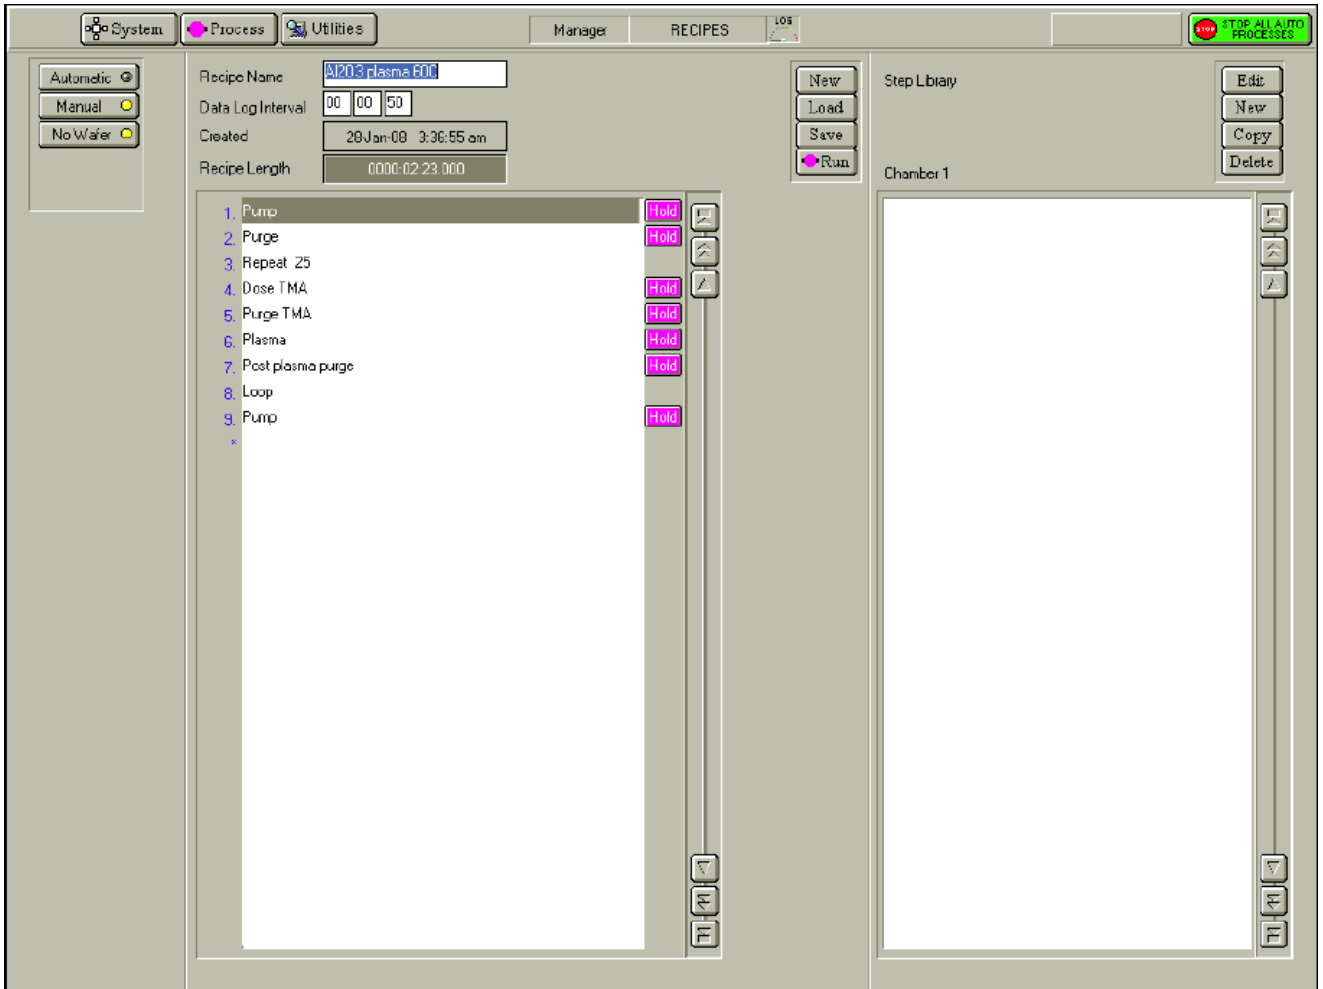 System Process Utilities Manager RECIPES LOG STOP STOP ALL AUTO PROCESSES
Automatic
Manual
No Wafer
Recipe Name Al2O3 plasma 600
Data Log Interval 00 00 50
Created 28-Jan-08 3:36:55 am
Recipe Length 0000:02:23.000
New
Load
Save
Run
Step Library
Chamber 1
Edit
New
Copy
Delete
1. Pump Hold
2. Purge Hold
3. Repeat 25
4. Dose TMA Hold
5. Purge TMA Hold
6. Plasma Hold
7. Post plasma purge Hold
8. Loop
9. Pump Hold
*